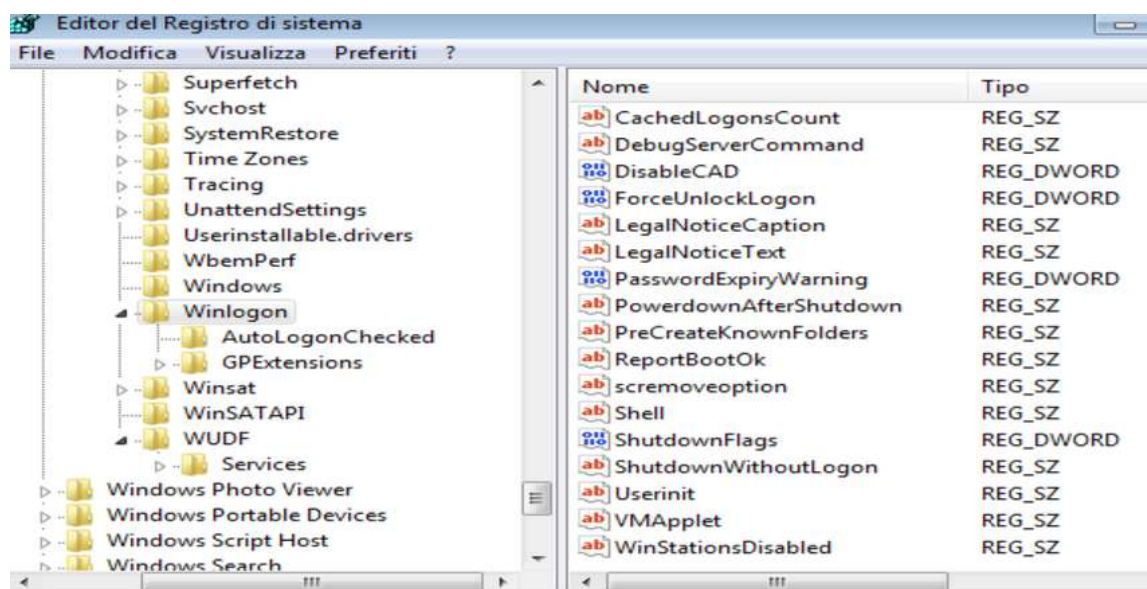 Editor del Registro di sistema
File Modifica Visualizza Preferiti ?
Superfetch
Svchost
SystemRestore
Time Zones
Tracing
UnattendSettings
Userinstallable.drivers
WbemPerf
Windows
Winlogon
AutoLogonChecked
GPExtensions
Winsat
WinSATAPI
WUDF
Services
Windows Photo Viewer
Windows Portable Devices
Windows Script Host
Windows Search
Nome Tipo
CachedLogonsCount REG_SZ
DebugServerCommand REG_SZ
DisableCAD REG_DWORD
ForceUnlockLogon REG_DWORD
LegalNoticeCaption REG_SZ
LegalNoticeText REG_SZ
PasswordExpiryWarning REG_DWORD
PowerdownAfterShutdown REG_SZ
PreCreateKnownFolders REG_SZ
ReportBootOk REG_SZ
scremoveoption REG_SZ
Shell REG_SZ
ShutdownFlags REG_DWORD
ShutdownWithoutLogon REG_SZ
Userinit REG_SZ
VMApplet REG_SZ
WinStationsDisabled REG_SZ